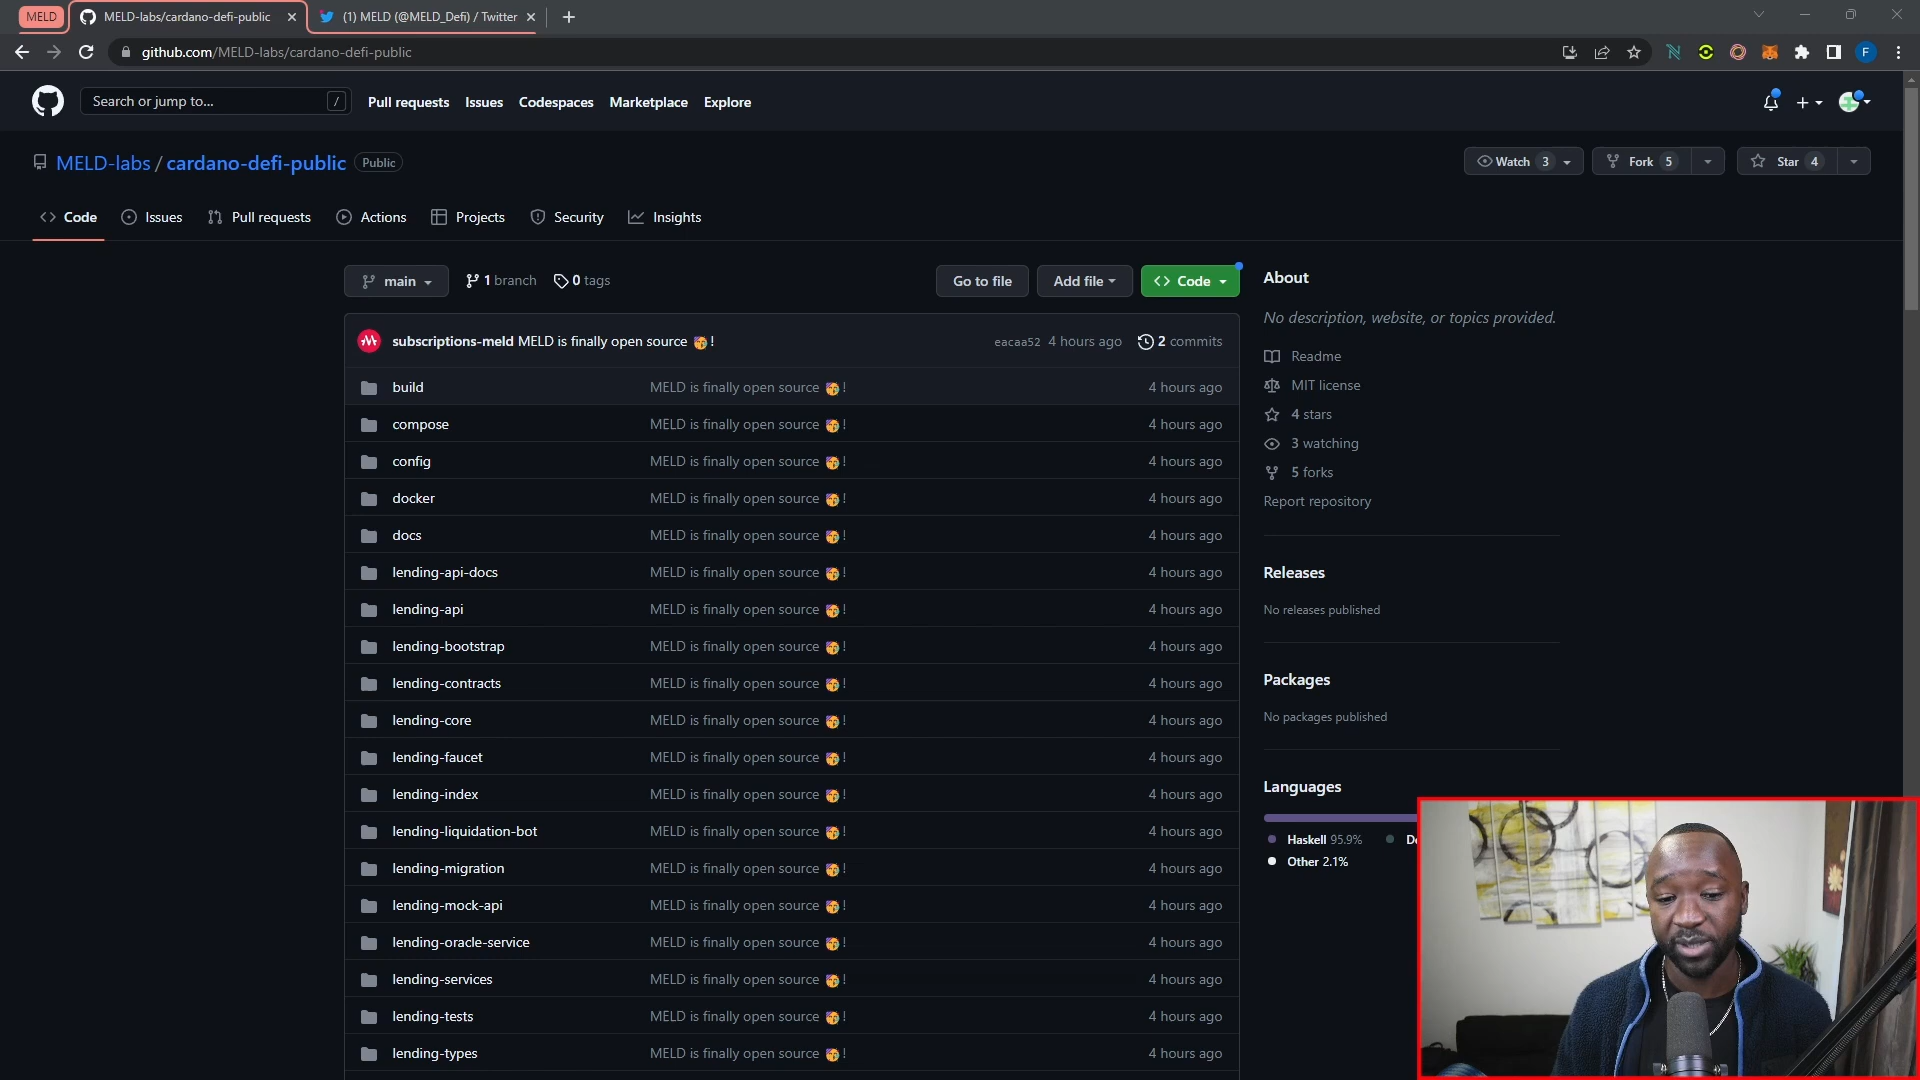 MELD
MELD-labs/cardano-defi-public
(1) MELD (@MELD_Defi) / Twitter
github.com/MELD-labs/cardano-defi-public
F
Search or jump to...
/
Pull requests
Issues
Codespaces
Marketplace
Explore
MELD-labs / cardano-defi-public
Public
Watch 3
Fork 5
Star 4
Code
Issues
Pull requests
Actions
Projects
Security
Insights
main
1 branch
0 tags
Go to file
Add file
Code
subscriptions-meld MELD is finally open source 🥳 !
eacaa52 4 hours ago
2 commits
build MELD is finally open source 🥳 ! 4 hours ago
compose MELD is finally open source 🥳 ! 4 hours ago
config MELD is finally open source 🥳 ! 4 hours ago
docker MELD is finally open source 🥳 ! 4 hours ago
docs MELD is finally open source 🥳 ! 4 hours ago
lending-api-docs MELD is finally open source 🥳 ! 4 hours ago
lending-api MELD is finally open source 🥳 ! 4 hours ago
lending-bootstrap MELD is finally open source 🥳 ! 4 hours ago
lending-contracts MELD is finally open source 🥳 ! 4 hours ago
lending-core MELD is finally open source 🥳 ! 4 hours ago
lending-faucet MELD is finally open source 🥳 ! 4 hours ago
lending-index MELD is finally open source 🥳 ! 4 hours ago
lending-liquidation-bot MELD is finally open source 🥳 ! 4 hours ago
lending-migration MELD is finally open source 🥳 ! 4 hours ago
lending-mock-api MELD is finally open source 🥳 ! 4 hours ago
lending-oracle-service MELD is finally open source 🥳 ! 4 hours ago
lending-services MELD is finally open source 🥳 ! 4 hours ago
lending-tests MELD is finally open source 🥳 ! 4 hours ago
lending-types MELD is finally open source 🥳 ! 4 hours ago
About
No description, website, or topics provided.
Readme
MIT license
4 stars
3 watching
5 forks
Report repository
Releases
No releases published
Packages
No packages published
Languages
Haskell 95.9%
Other 2.1%